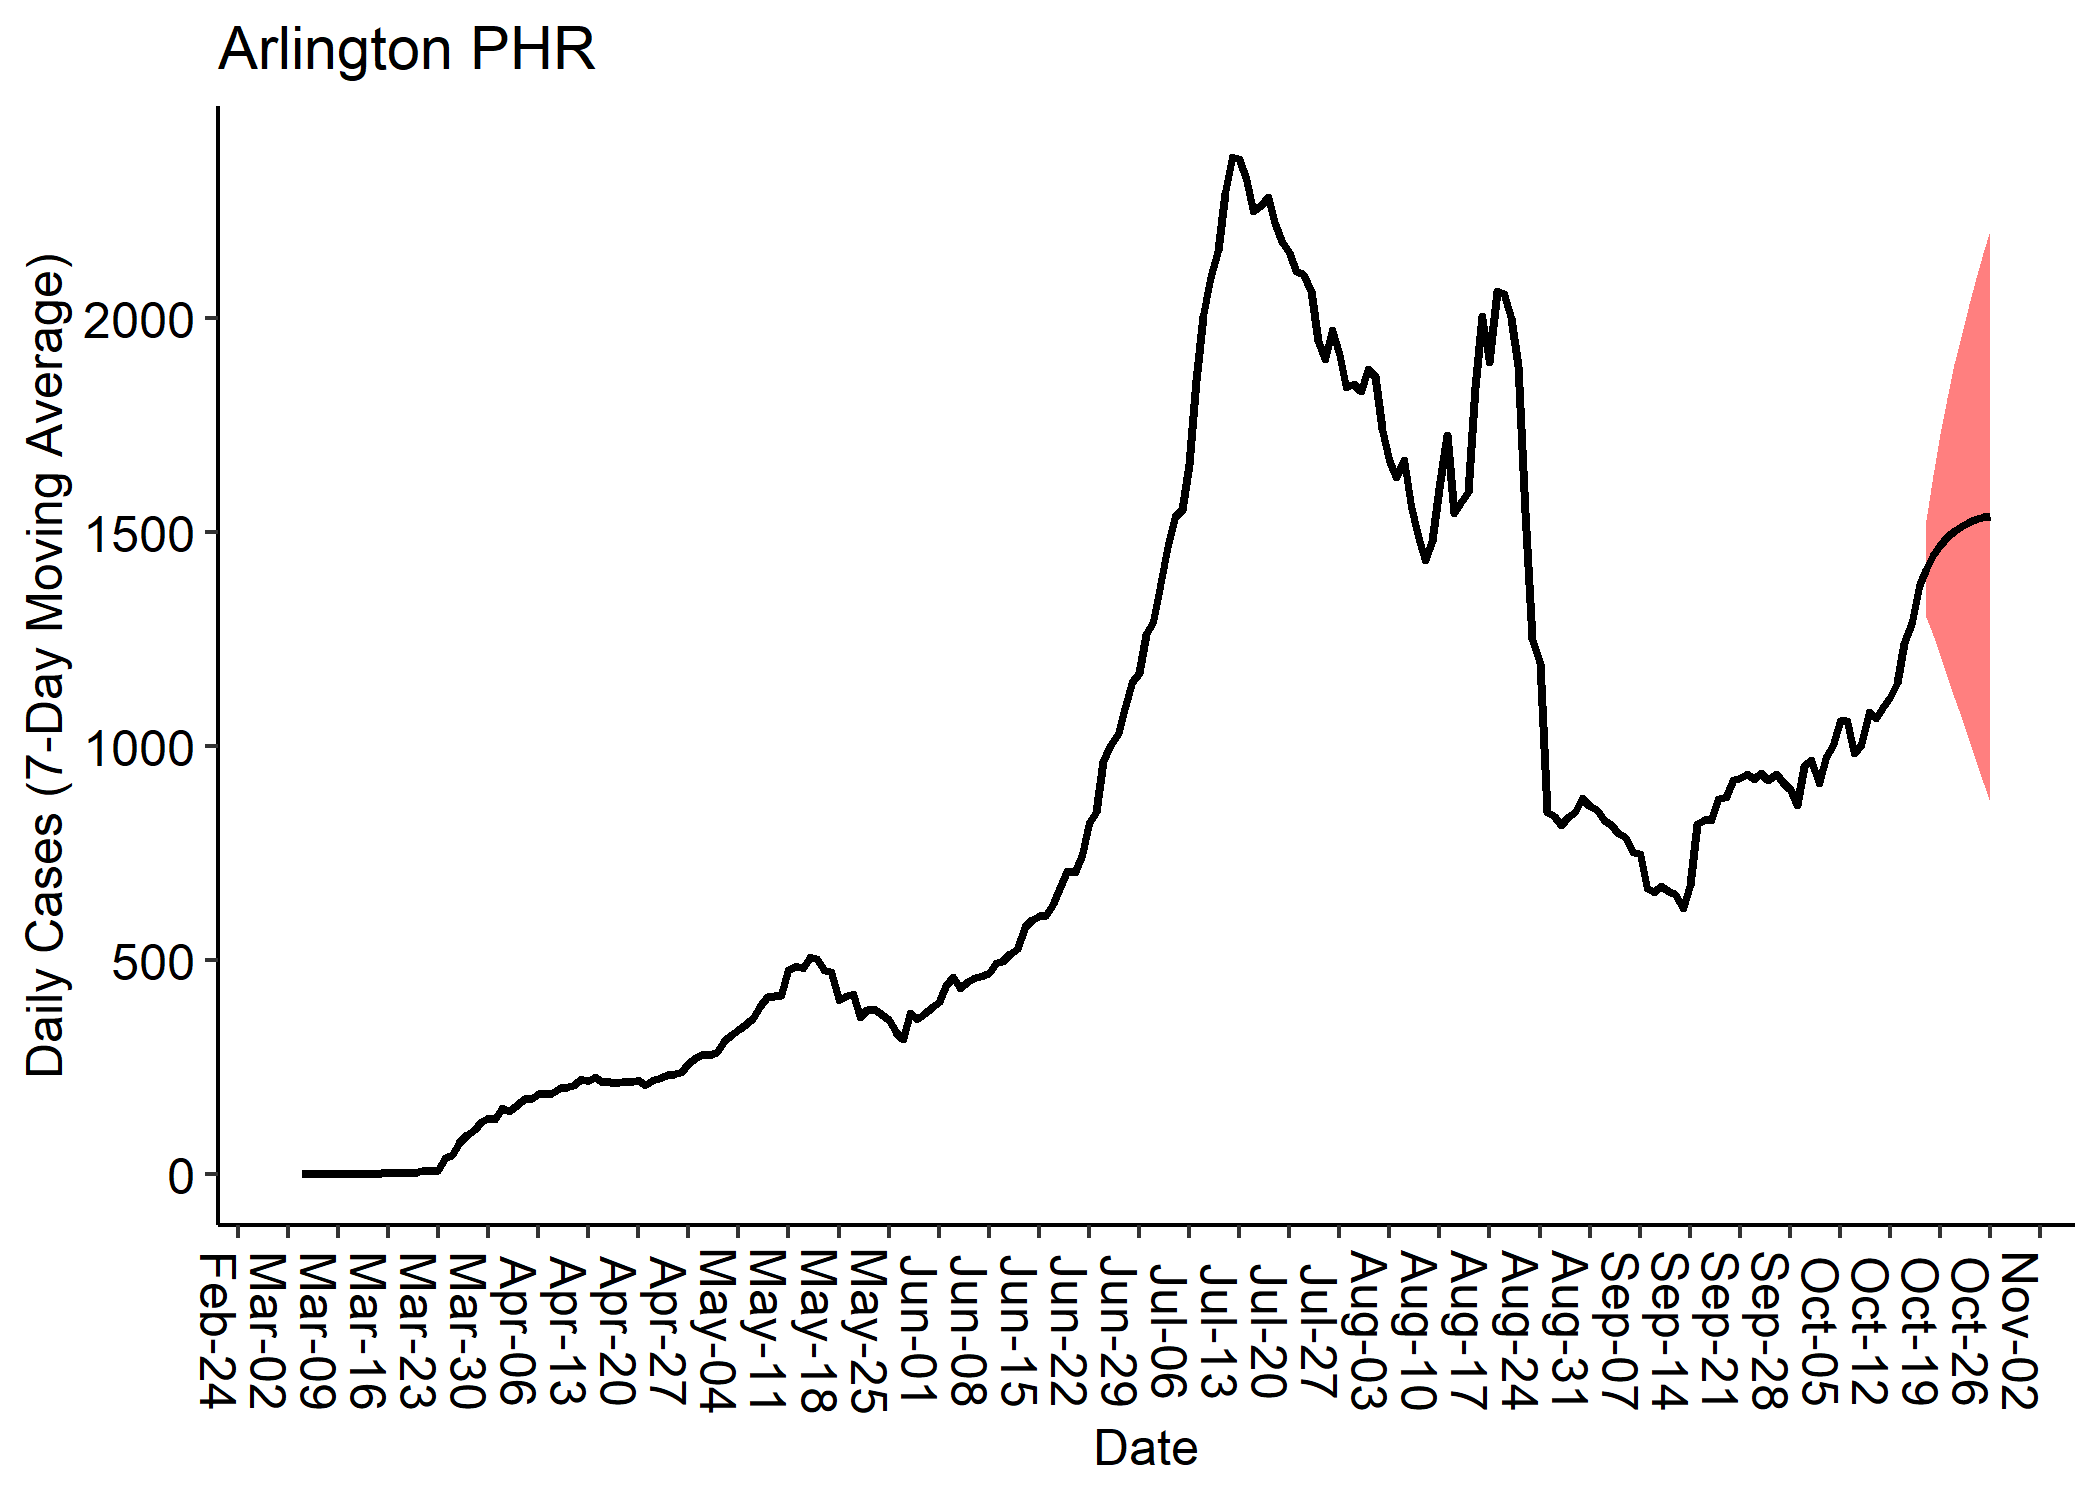 Arlington PHR
Daily Cases (7-Day Moving Average)
2000
1500
1000
500
0
Feb-24
Mar-02
Mar-09
Mar-16
Mar-23
Mar-30
Apr-06
Apr-13
Apr-20
Apr-27
May-04
May-11
May-18
May-25
Jun-01
Jun-08
Jun-15
Jun-22
Jun-29
Jul-06
Jul-13
Jul-20
Jul-27
Aug-03
Aug-10
Aug-17
Aug-24
Aug-31
Sep-07
Sep-14
Sep-21
Sep-28
Oct-05
Oct-12
Oct-19
Oct-26
Nov-02
Date